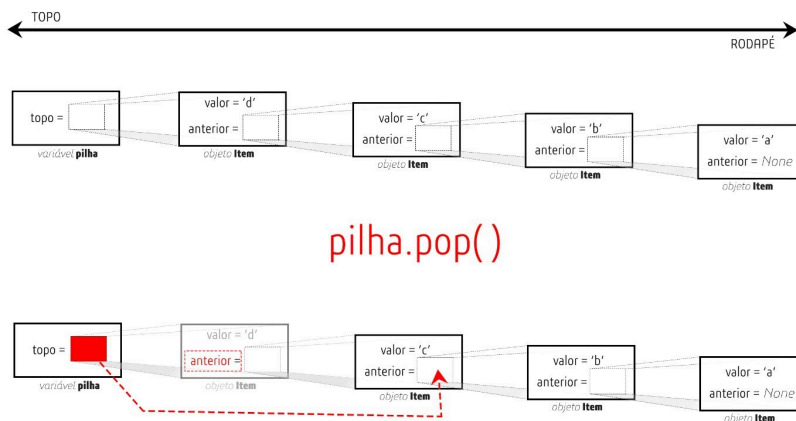 TOPO
RODAPÉ
topo =
variável pilha
valor = 'd'
anterior =
objeto Item
valor = 'c'
anterior =
objeto Item
valor = 'b'
anterior =
objeto Item
valor = 'a'
anterior = None
objeto Item
pilha.pop( )
topo =
variável pilha
valor = 'd'
anterior =
objeto Item
valor = 'c'
anterior =
objeto Item
valor = 'b'
anterior =
objeto Item
valor = 'a'
anterior = None
objeto Item